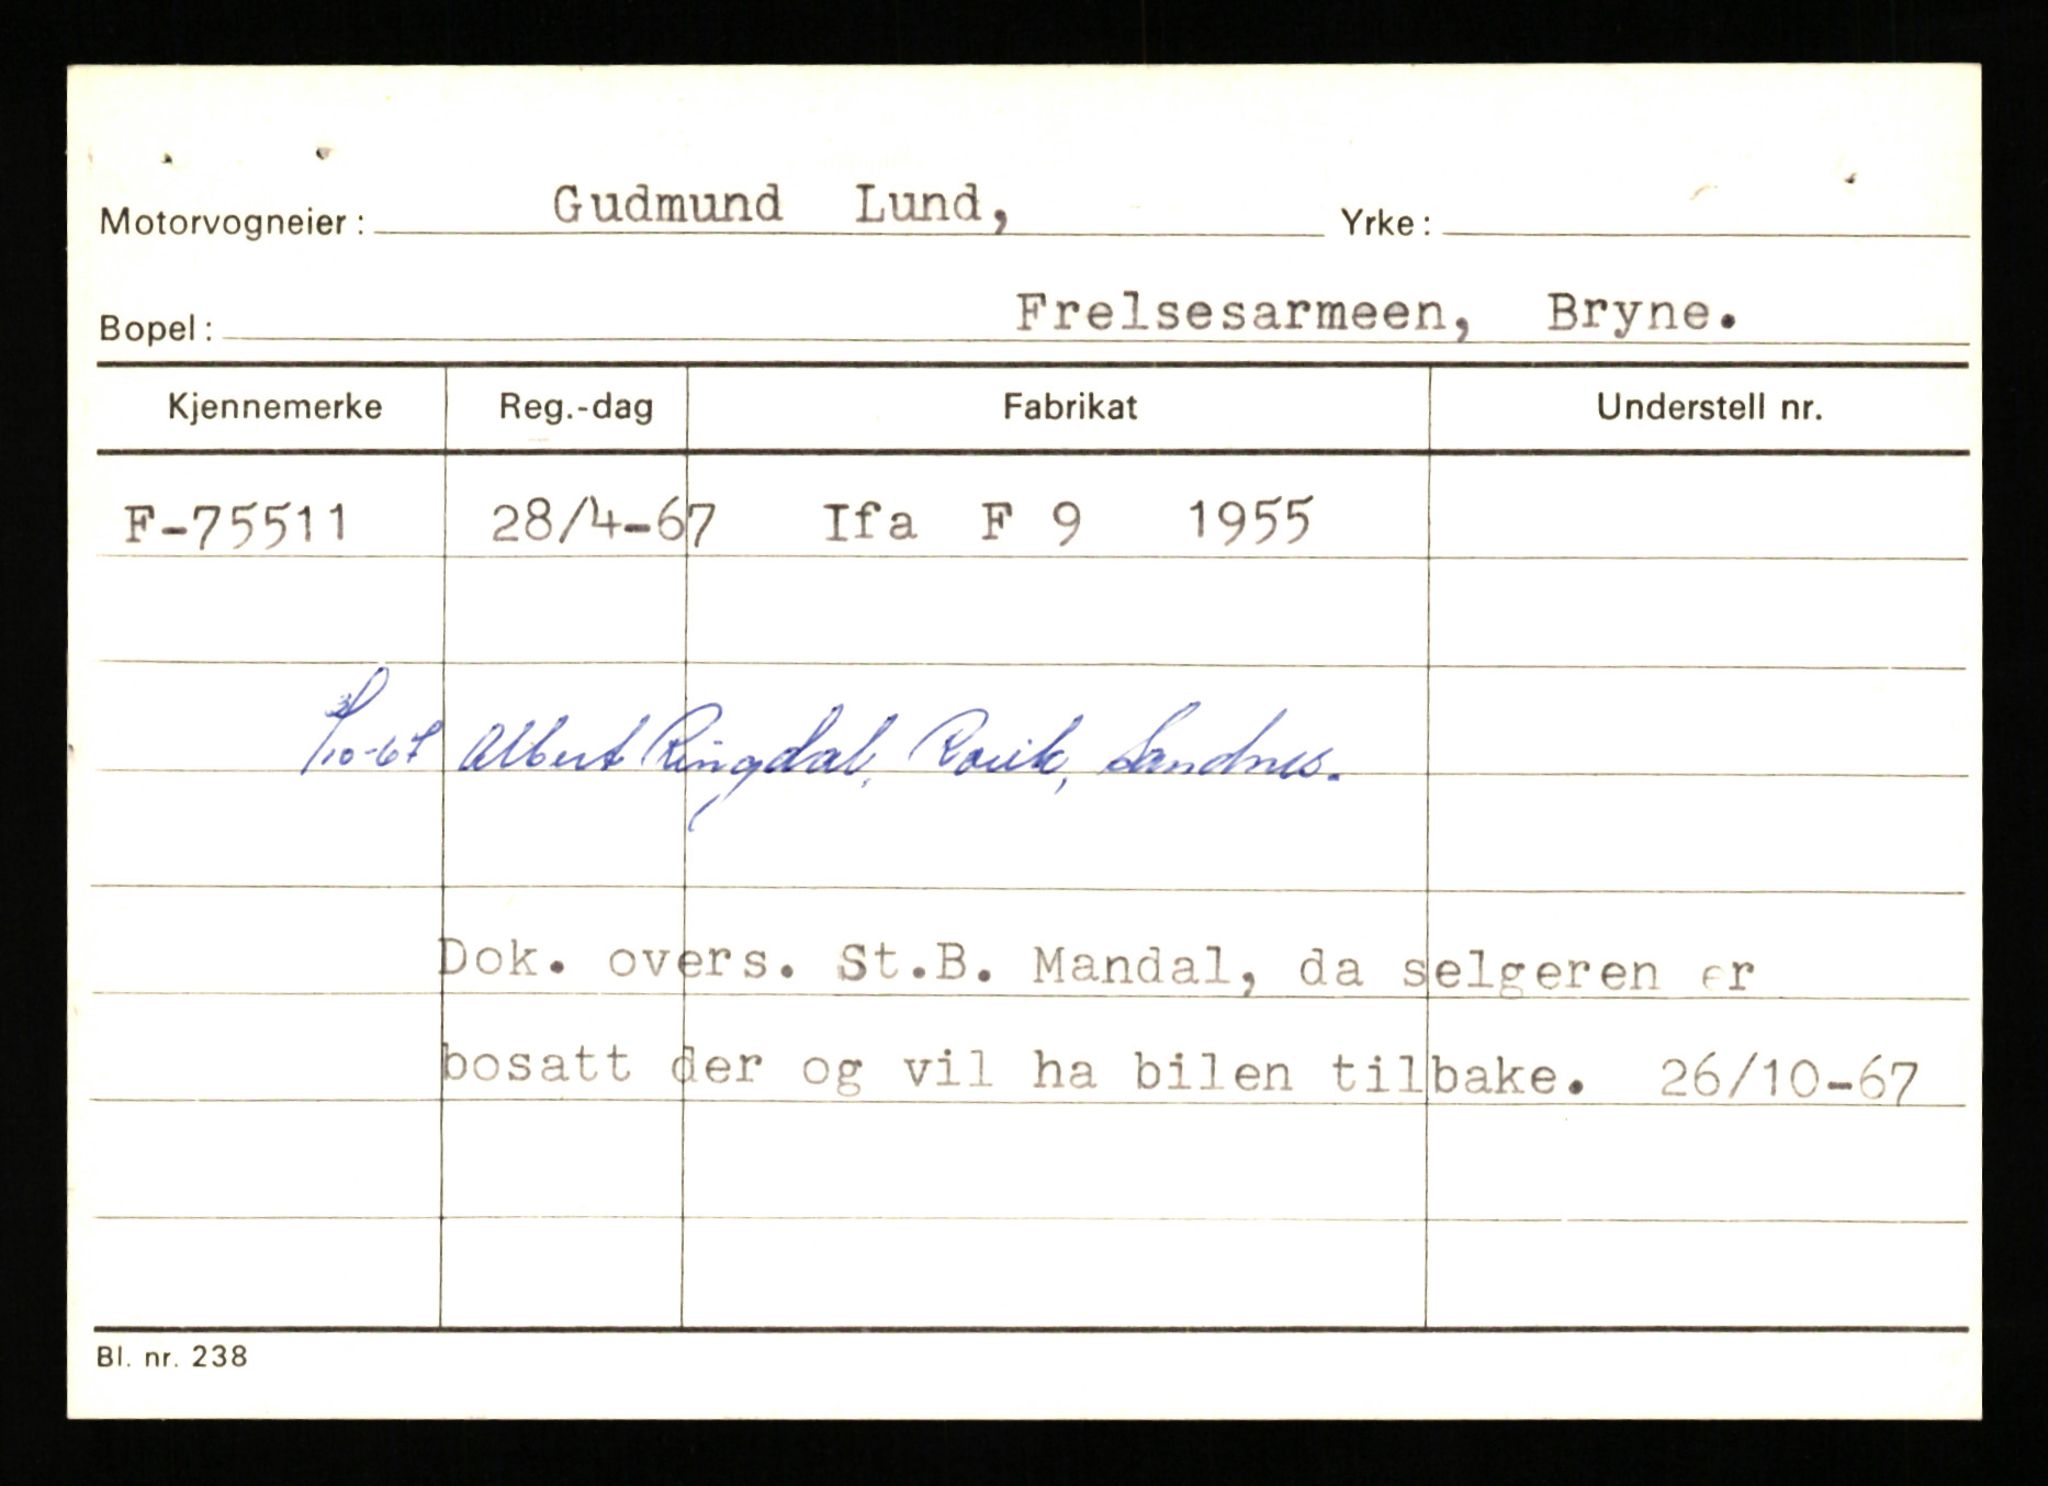 Motorvogneier: Gudmund Lund, Yrke:
Bopel: Frelsesarmeen, Bryne.
Kjennemerke Reg.-dag Fabrikat Understell nr.
F-75511 28/4-67 Ifa F 9 1955
/10-67 Albert Ringdal, Rovik, Sandnes.
Dok. overs. St.B. Mandal, da selgeren er
bosatt der og vil ha bilen tilbake. 26/10-67
Bl. nr. 238